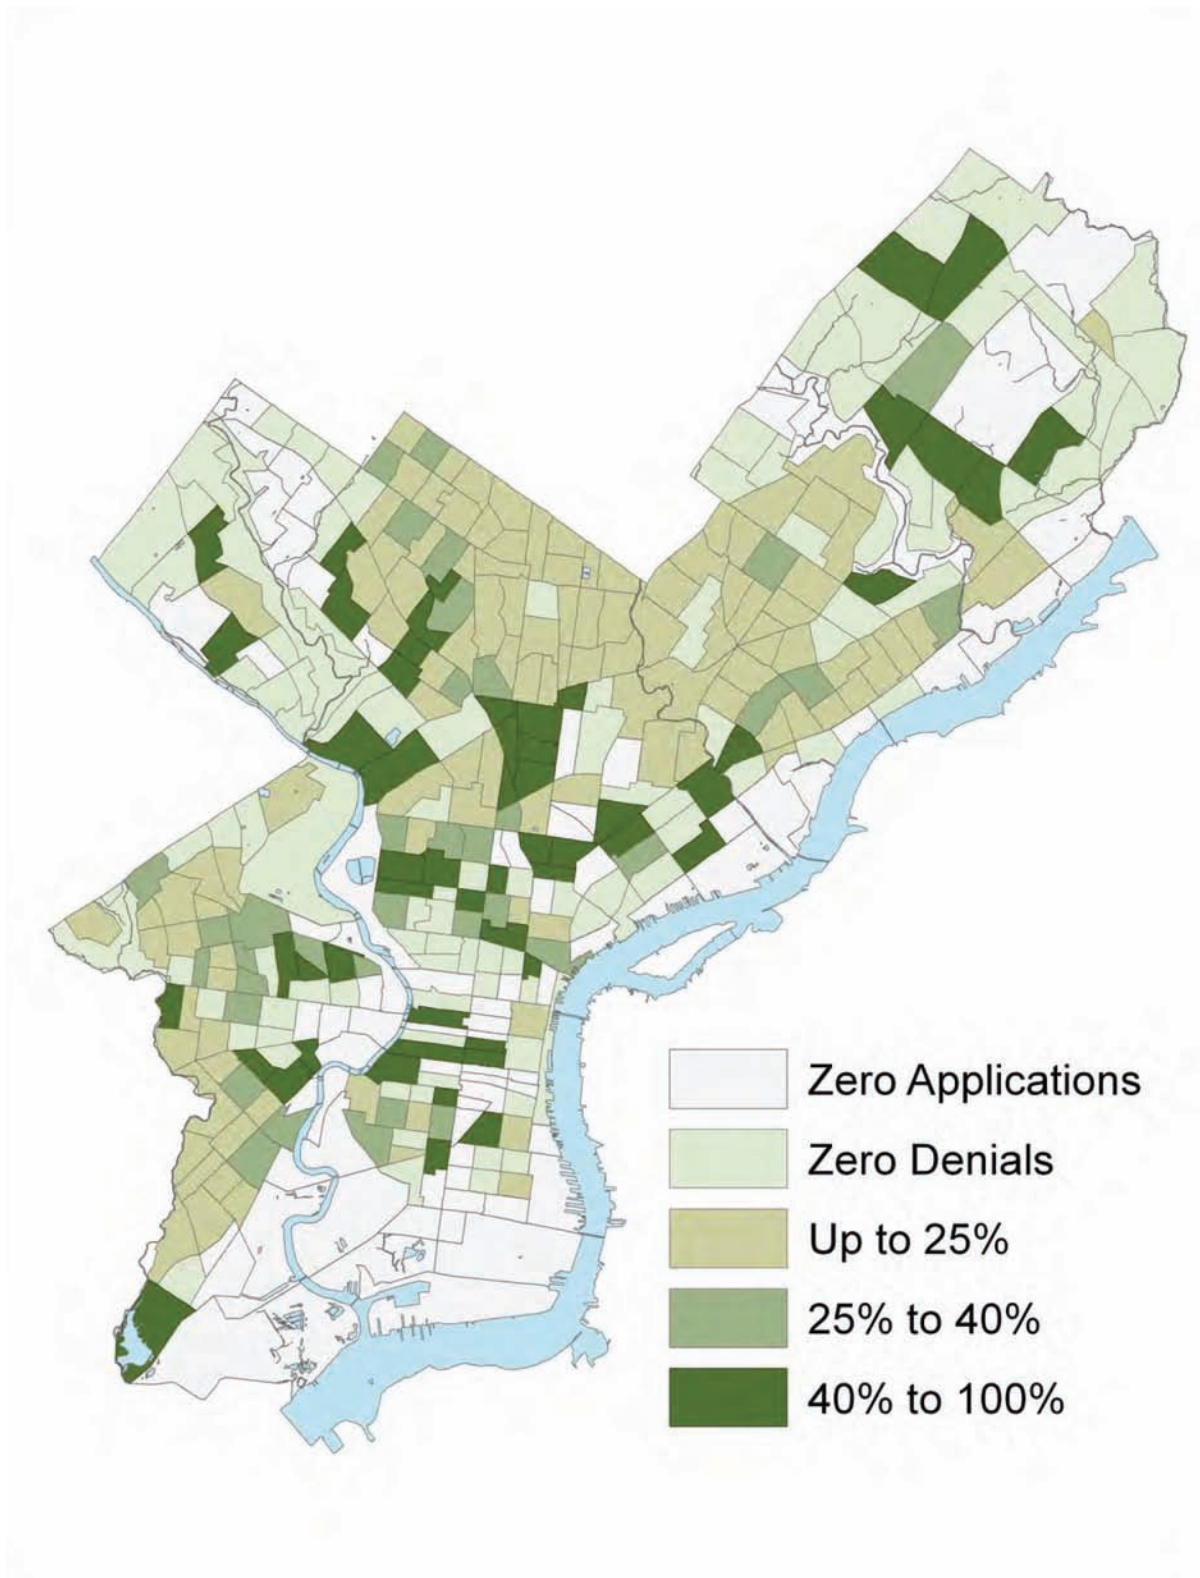 Zero Applications
Zero Denials
Up to 25%
25% to 40%
40% to 100%